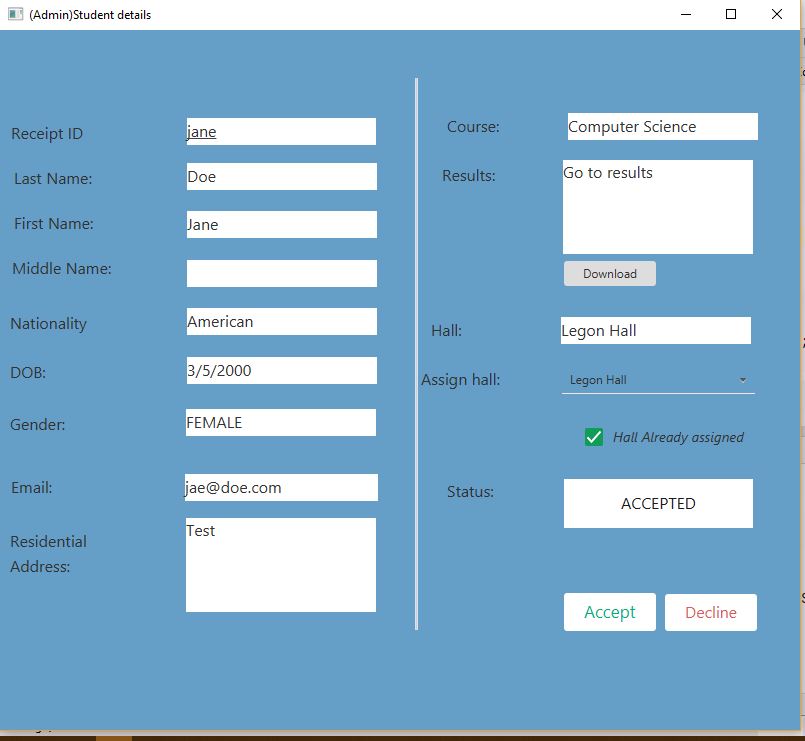 (Admin)Student details
Receipt ID
jane
Last Name:
Doe
First Name:
Jane
Middle Name:
Nationality
American
DOB:
3/5/2000
Gender:
FEMALE
Email:
jae@doe.com
Residential
Address:
Test
Course:
Computer Science
Results:
Go to results
Download
Hall:
Legon Hall
Assign hall:
Legon Hall
Hall Already assigned
Status:
ACCEPTED
Accept
Decline